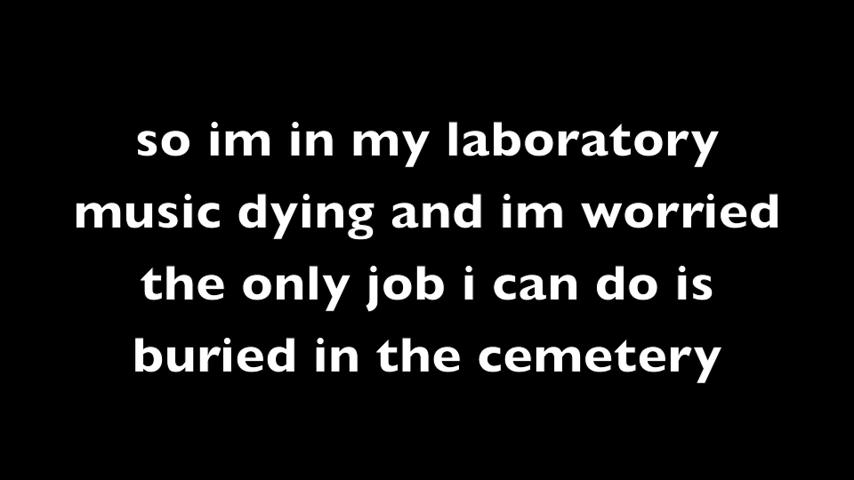 so im in my laboratory
music dying and im worried
the only job i can do is
buried in the cemetery